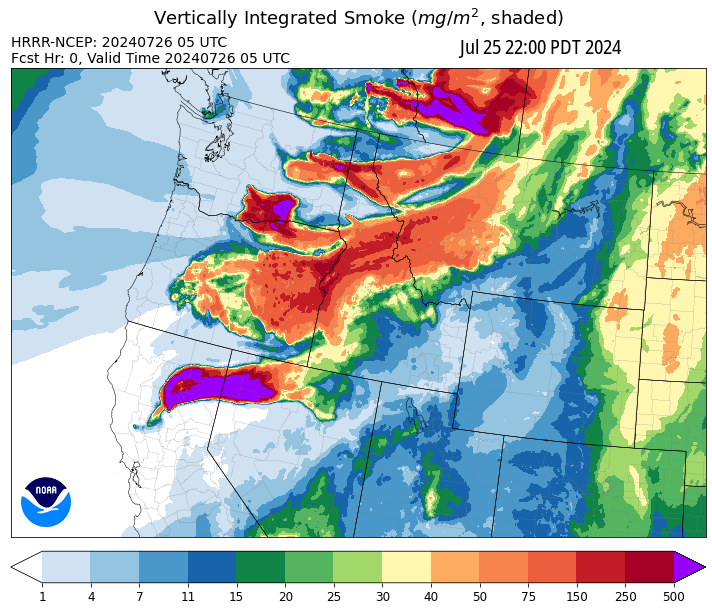 Vertically Integrated Smoke (mg/m², shaded)
HRRR-NCEP: 20240726 05 UTC
Jul 25 22:00 PDT 2024
Fcst Hr: 0, Valid Time 20240726 05 UTC
NOAA
1 4 7 11 15 20 25 30 40 50 75 150 250 500